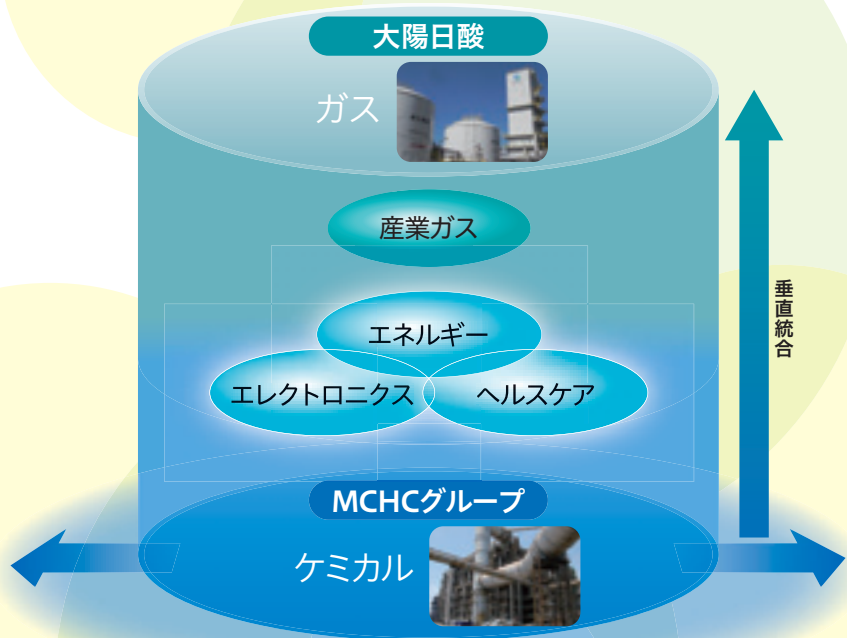 大陽日酸
ガス
産業ガス
エネルギー
エレクトロニクス
ヘルスケア
垂直統合
MCHCグループ
ケミカル